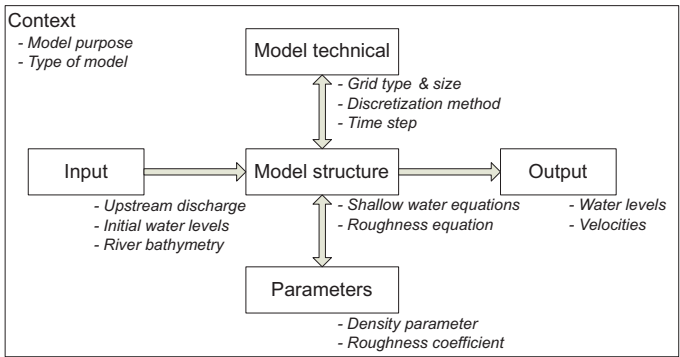 Context
- Model purpose
- Type of model
Model technical
- Grid type & size
- Discretization method
- Time step
Input
- Upstream discharge
- Initial water levels
- River bathymetry
Model structure
- Shallow water equations
- Roughness equation
Output
- Water levels
- Velocities
Parameters
- Density parameter
- Roughness coefficient